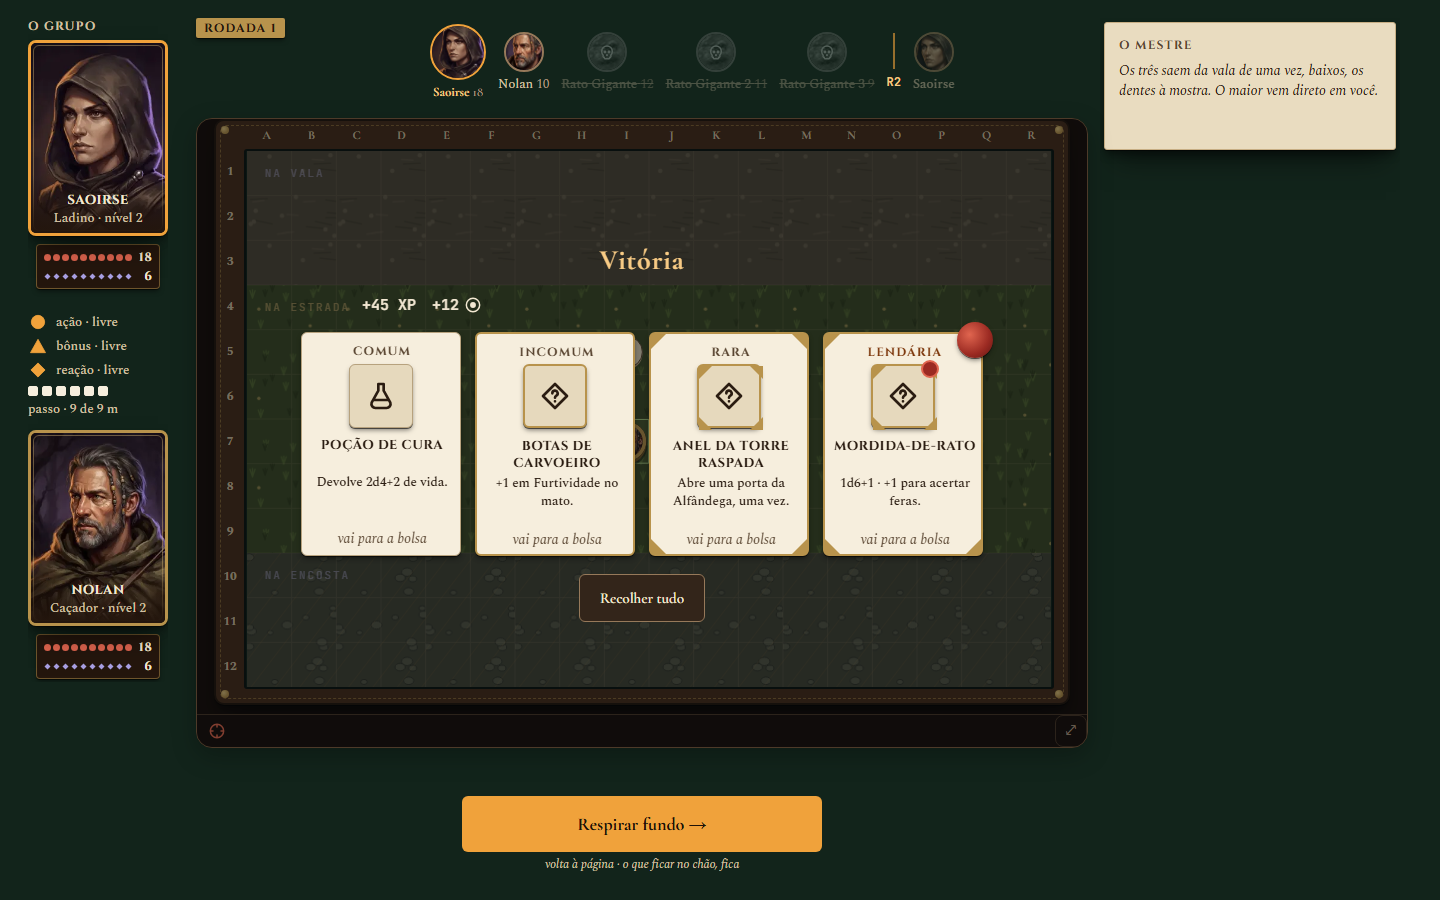 O GRUPO
SAOIRSE
Ladino · nível 2
18
6
ação · livre
bônus · livre
reação · livre
passo · 9 de 9 m
NOLAN
Caçador · nível 2
18
6
RODADA 1
Saoirse 18
Nolan 10
Rato Gigante 12
Rato Gigante 2 11
Rato Gigante 3 9
R2
Saoirse
A B C D E F G H I J K L M N O P Q R
1
NA VALA
2
3
Vitória
4
NA ESTRADA
+45 XP +12
5
6
7
8
9
COMUM
POÇÃO DE CURA
Devolve 2d4+2 de vida.
vai para a bolsa
INCOMUM
BOTAS DE
CARVOEIRO
+1 em Furtividade no
mato.
vai para a bolsa
RARA
ANEL DA TORRE
RASPADA
Abre uma porta da
Alfândega, uma vez.
vai para a bolsa
LENDÁRIA
MORDIDA-DE-RATO
1d6+1 · +1 para acertar
feras.
vai para a bolsa
10
NA ENCOSTA
Recolher tudo
11
12
Respirar fundo →
volta à página · o que ficar no chão, fica
O MESTRE
Os três saem da vala de uma vez, baixos, os
dentes à mostra. O maior vem direto em você.